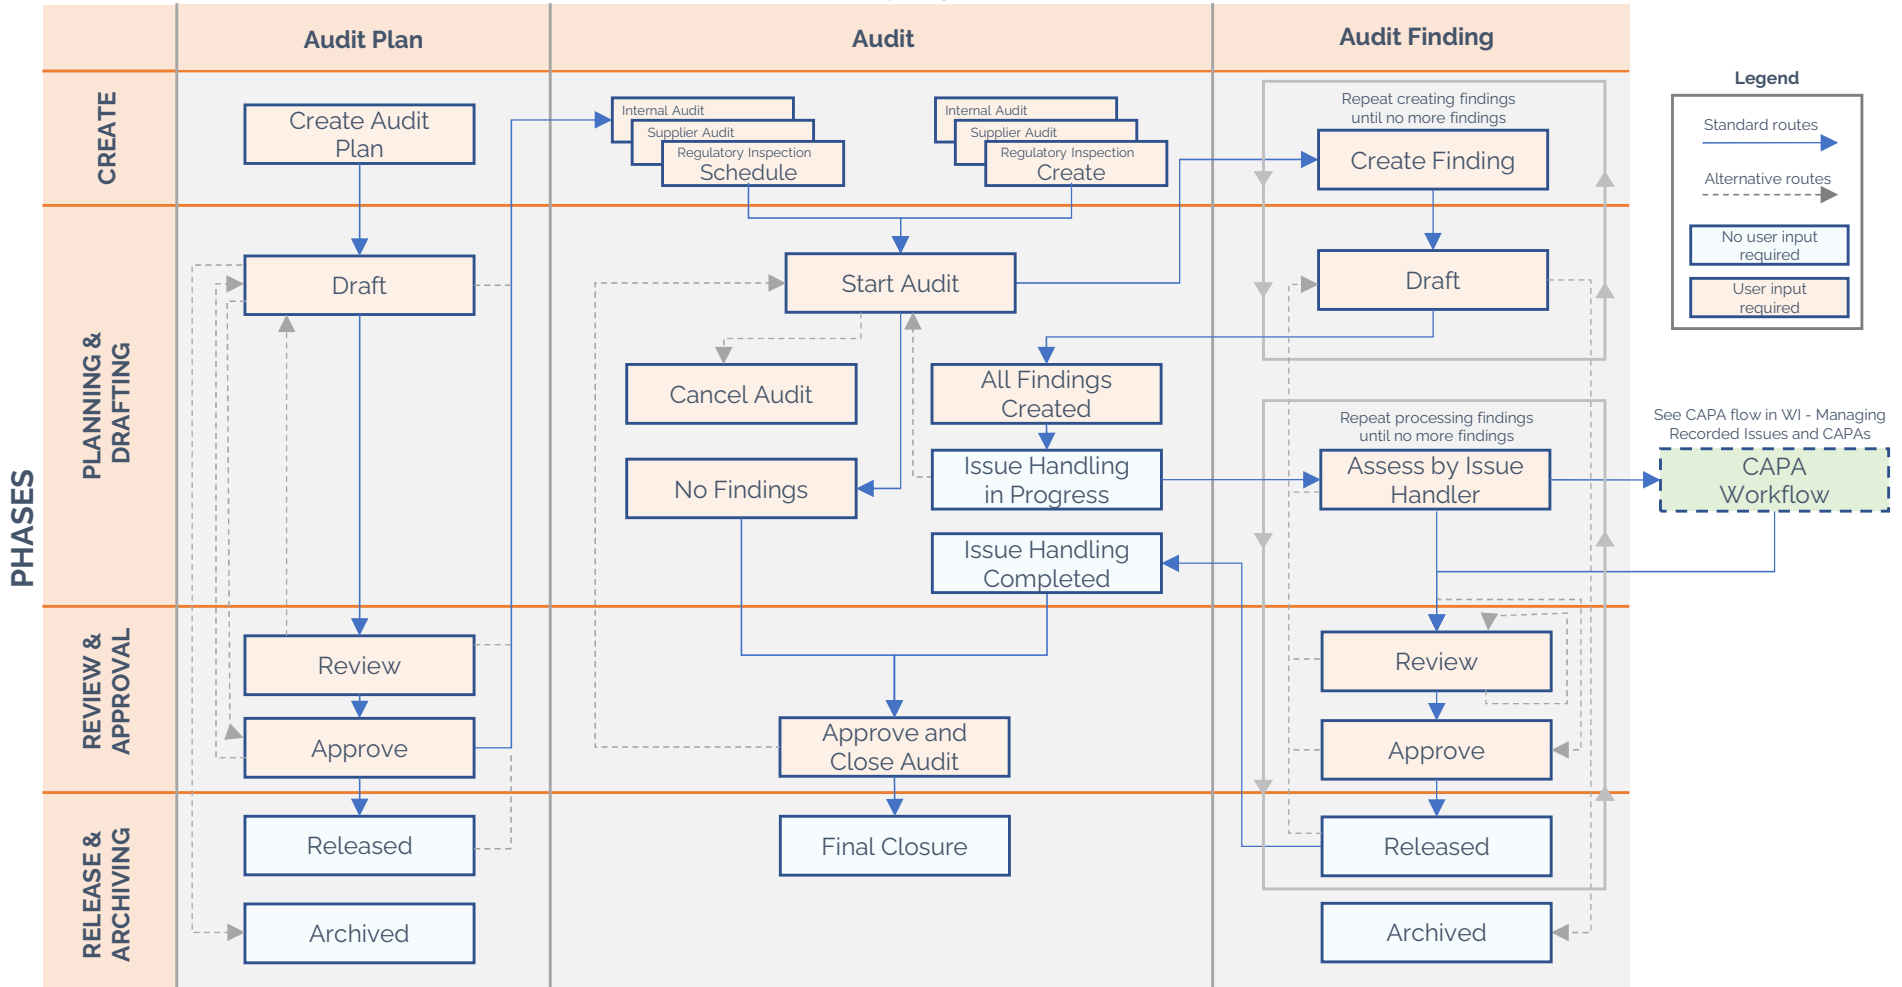 Audit Plan
Audit
Audit Finding
PHASES
CREATE
Create Audit
Plan
Internal Audit
Supplier Audit
Regulatory Inspection
Schedule
Internal Audit
Supplier Audit
Regulatory Inspection
Create
Repeat creating findings
until no more findings
Create Finding
Legend
Standard routes
Alternative routes
No user input
required
User input
required
PLANNING &
DRAFTING
Draft
Start Audit
Draft
Cancel Audit
All Findings
Created
No Findings
Issue Handling
in Progress
Repeat processing findings
until no more findings
Assess by Issue
Handler
See CAPA flow in WI - Managing
Recorded Issues and CAPAs
CAPA
Workflow
Issue Handling
Completed
REVIEW &
APPROVAL
Review
Review
Approve
Approve and
Close Audit
Approve
RELEASE &
ARCHIVING
Released
Final Closure
Released
Archived
Archived